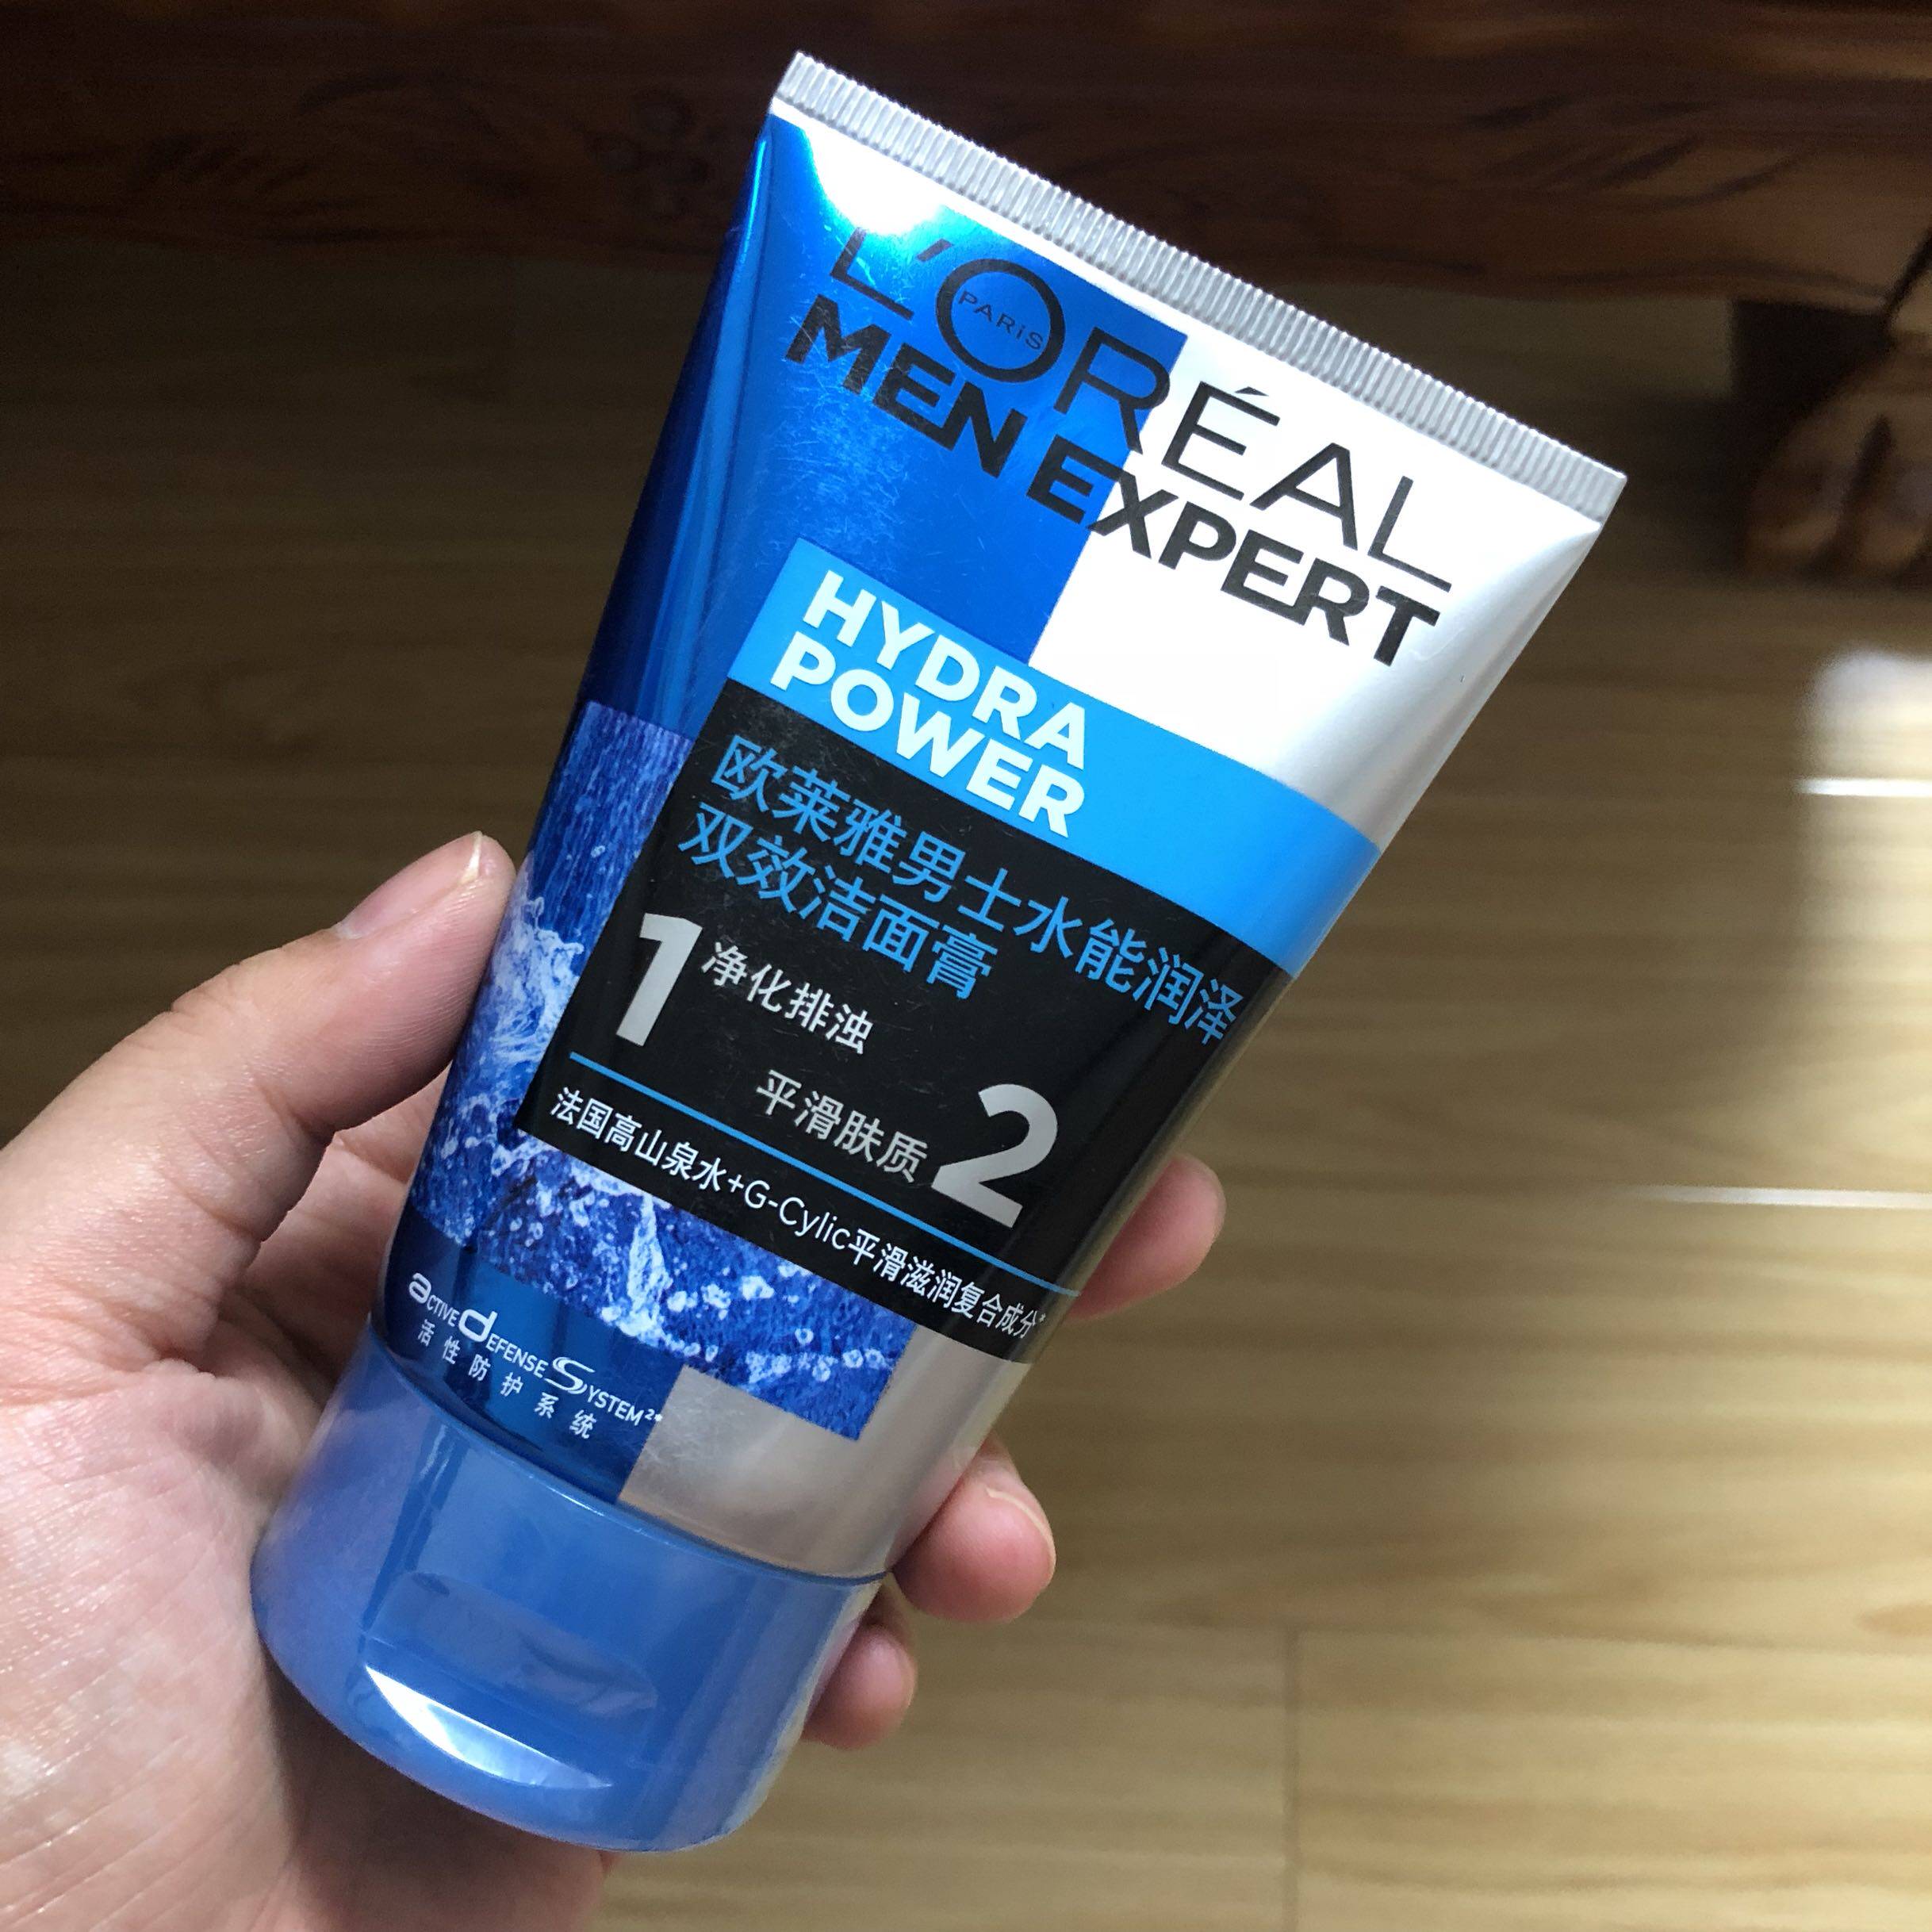 L'ORÉAL
PARiS
MEN EXPERT
HYDRA
POWER
欧莱雅男士水能润泽
双效洁面膏
1 净化排浊
平滑肤质 2
法国高山泉水+G-Cylic平滑滋润复合成分*
aCTIVE dEFENSE SYSTEM 2*
活性防护系统